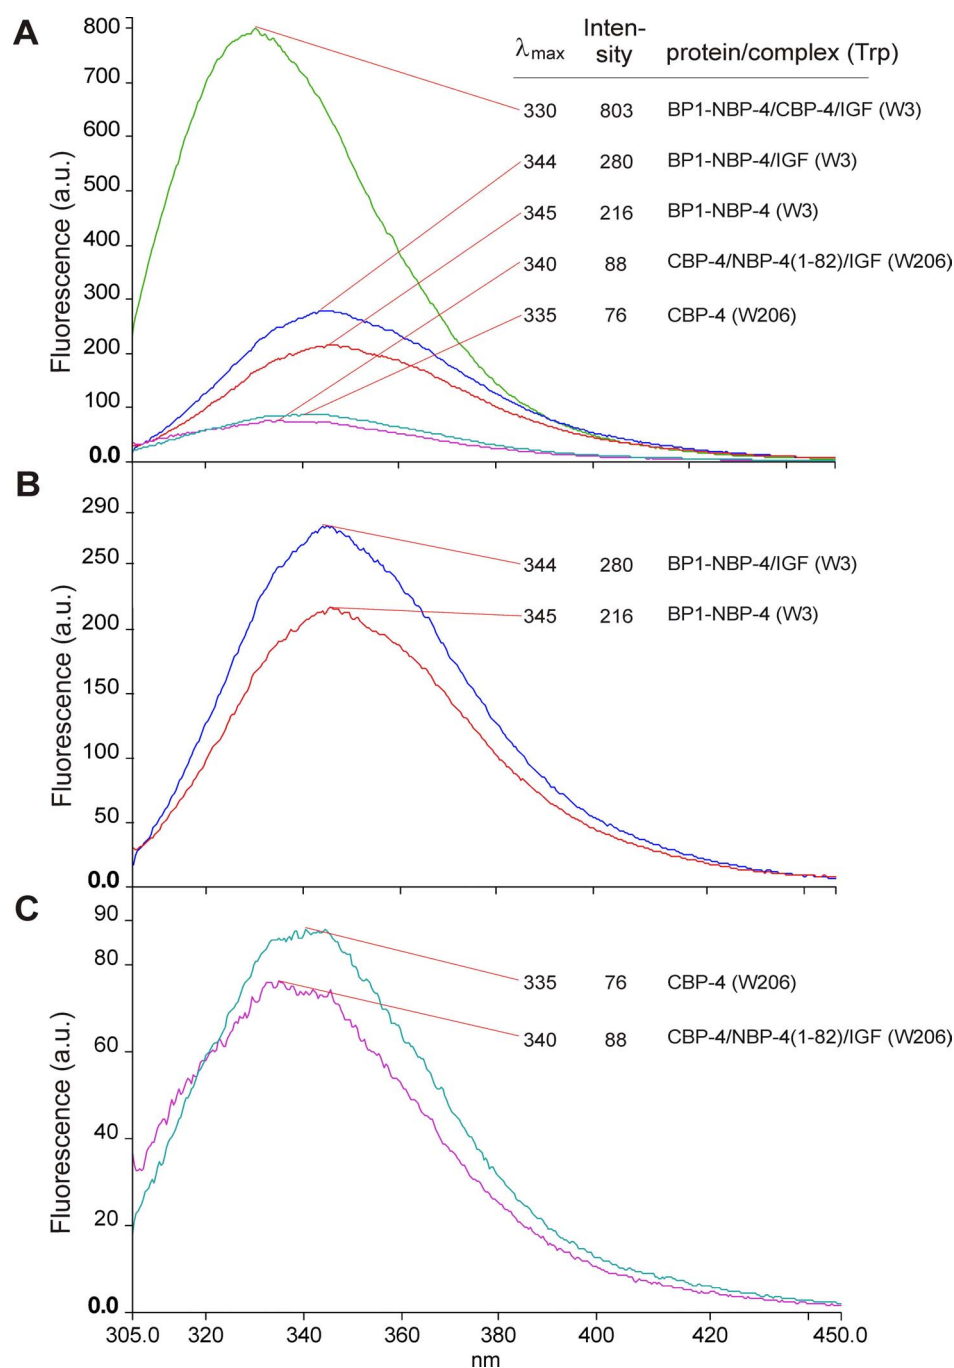 A
Fluorescence (a.u.)
800
700
600
500
400
300
200
100
0.0
320
340
360
380
400
λmax Inten-sity protein/complex (Trp)
330 803 BP1-NBP-4/CBP-4/IGF (W3)
344 280 BP1-NBP-4/IGF (W3)
345 216 BP1-NBP-4 (W3)
340 88 CBP-4/NBP-4(1-82)/IGF (W206)
335 76 CBP-4 (W206)
B
Fluorescence (a.u.)
290
250
200
150
100
50
0.0
344 280 BP1-NBP-4/IGF (W3)
345 216 BP1-NBP-4 (W3)
C
Fluorescence (a.u.)
90
80
60
40
20
0.0
335 76 CBP-4 (W206)
340 88 CBP-4/NBP-4(1-82)/IGF (W206)
305.0 320 340 360 380 400 420 450.0
nm